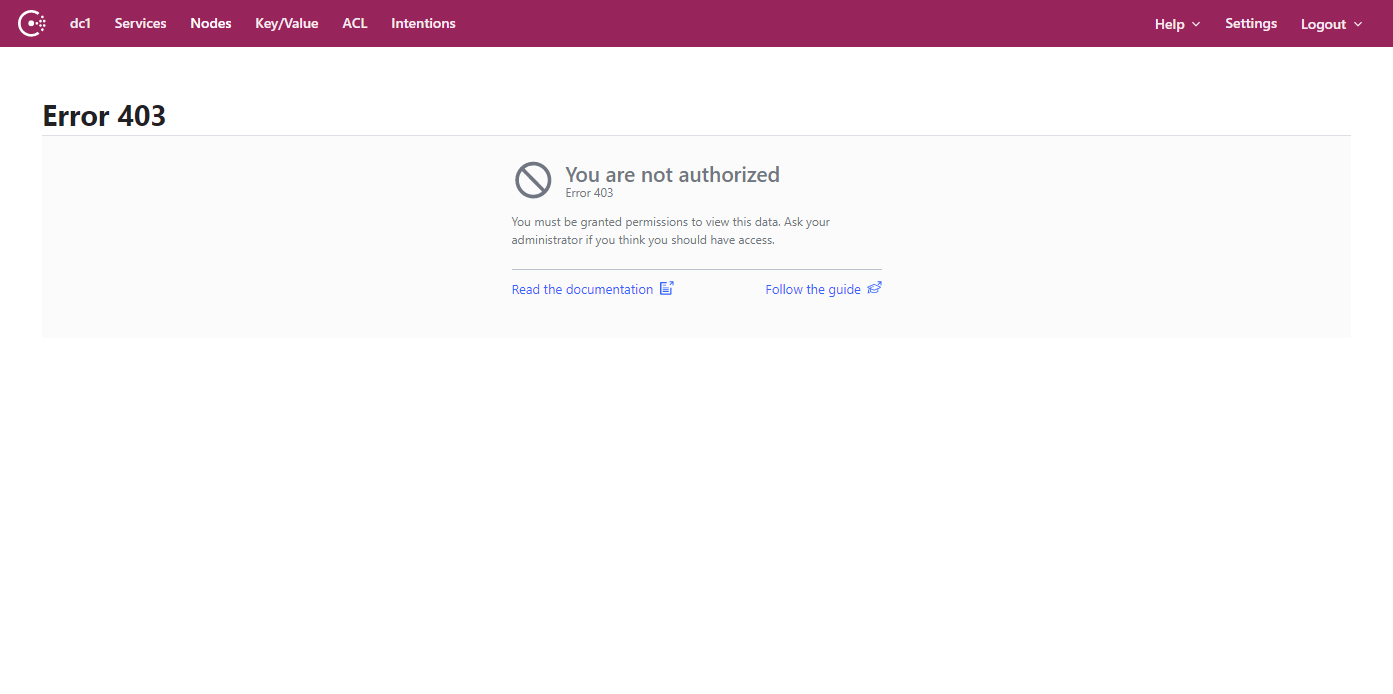 dc1 Services Nodes Key/Value ACL Intentions Help Settings Logout
Error 403
You are not authorized
Error 403
You must be granted permissions to view this data. Ask your
administrator if you think you should have access.
Read the documentation Follow the guide